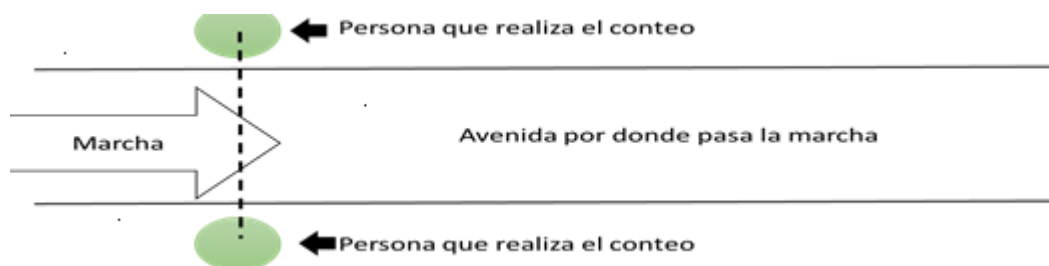 Persona que realiza el conteo
Marcha
Avenida por donde pasa la marcha
Persona que realiza el conteo